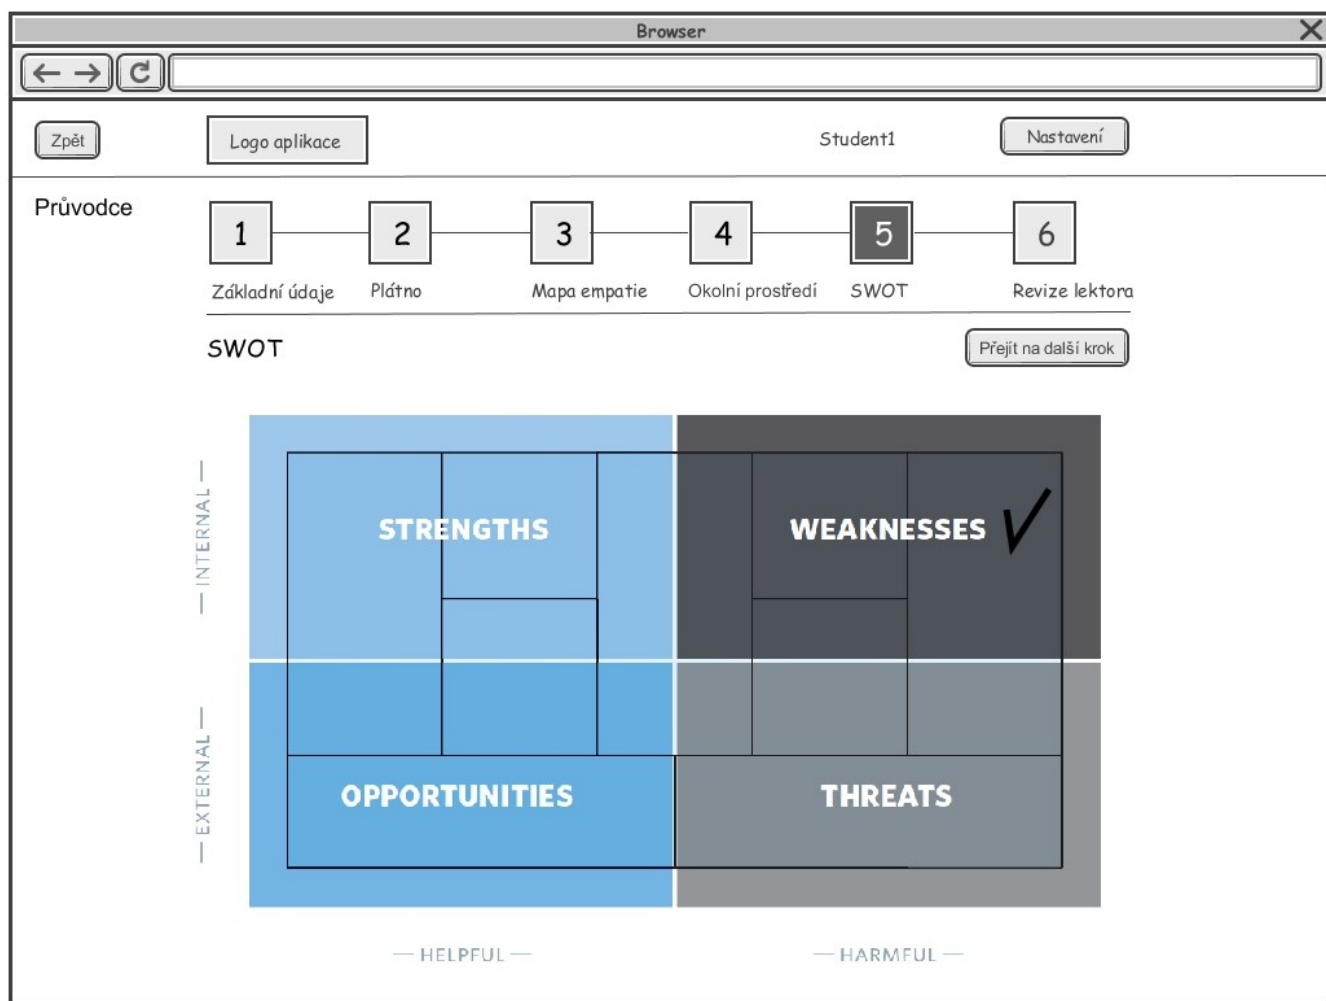 Browser
Zpět
Logo aplikace
Student1
Nastavení
Průvodce
1 2 3 4 5 6
Základní údaje Plátno Mapa empatie Okolní prostředí SWOT Revize lektora
SWOT
Přejít na další krok
— INTERNAL —
STRENGTHS
WEAKNESSES
— EXTERNAL —
OPPORTUNITIES
THREATS
— HELPFUL —
— HARMFUL —